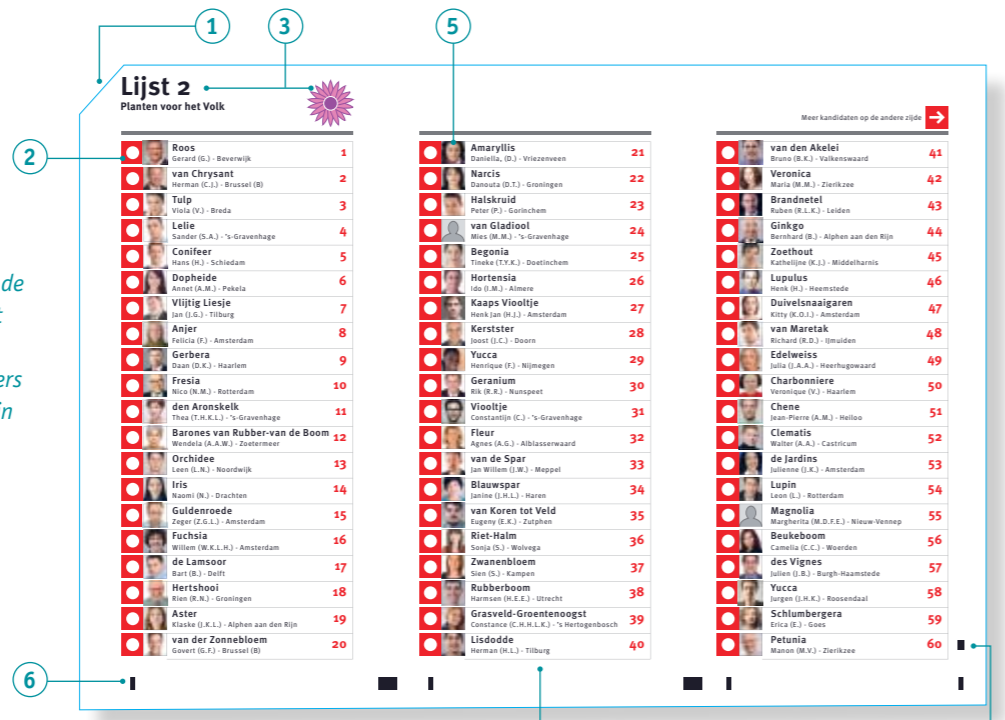 1
3
5
Lijst 2
Planten voor het Volk
Meer kandidaten op de andere zijde
2
de
ers
6
Roos
Gerard (G.) - Beverwijk
1
van Chrysant
Herman (C.J.) - Brussel (B)
2
Tulp
Viola (V.) - Breda
3
Lelie
Sander (S.A.) - 's-Gravenhage
4
Conifeer
Hans (H.) - Schiedam
5
Dopheide
Annet (A.M.) - Pekela
6
Vlijtig Liesje
Jan (J.G.) - Tilburg
7
Anjer
Felicia (F.) - Amsterdam
8
Gerbera
Daan (D.K.) - Haarlem
9
Fresia
Nico (N.M.) - Rotterdam
10
den Aronskelk
Thea (T.H.K.L.) - 's-Gravenhage
11
Barones van Rubber-van de Boom
Wendela (A.A.W.) - Zoetermeer
12
Orchidee
Leen (L.N.) - Noordwijk
13
Iris
Naomi (N.) - Drachten
14
Guldenroede
Zeger (Z.G.L.) - Amsterdam
15
Fuchsia
Willem (W.K.L.H.) - Amsterdam
16
de Lamsoor
Bart (B.) - Delft
17
Hertshooi
Rien (R.N.) - Groningen
18
Aster
Klaske (J.K.L.) - Alphen aan den Rijn
19
van der Zonnebloem
Govert (G.F.) - Brussel (B)
20
Amaryllis
Daniella, (D.) - Vriezenveen
21
Narcis
Danouta (D.T.) - Groningen
22
Halskruid
Peter (P.) - Gorinchem
23
van Gladiool
Mies (M.M.) - 's-Gravenhage
24
Begonia
Tineke (T.Y.K.) - Doetinchem
25
Hortensia
Ido (I.M.) - Almere
26
Kaaps Viooltje
Henk Jan (H.J.) - Amsterdam
27
Kerstster
Joost (J.C.) - Doorn
28
Yucca
Henrique (F.) - Nijmegen
29
Geranium
Rik (R.R.) - Nunspeet
30
Viooltje
Constantijn (C.) - 's-Gravenhage
31
Fleur
Agnes (A.G.) - Alblasserwaard
32
van de Spar
Jan Willem (J.W.) - Meppel
33
Blauwspar
Janine (J.H.L.) - Haren
34
van Koren tot Veld
Eugeny (E.K.) - Zutphen
35
Riet-Halm
Sonja (S.) - Wolvega
36
Zwanenbloem
Sien (S.) - Kampen
37
Rubberboom
Harmsen (H.E.E.) - Utrecht
38
Grasveld-Groentenoogst
Constance (C.H.H.L.K.) - 's Hertogenbosch
39
Lisdodde
Herman (H.L.) - Tilburg
40
van den Akelei
Bruno (B.K.) - Valkenswaard
41
Veronica
Maria (M.M.) - Zierikzee
42
Brandnetel
Ruben (R.L.K.) - Leiden
43
Ginkgo
Bernhard (B.) - Alphen aan den Rijn
44
Zoethout
Kathelijne (K.J.) - Middelharnis
45
Lupulus
Henk (H.) - Heemstede
46
Duivelsnaaigaren
Kitty (K.O.I.) - Amsterdam
47
van Maretak
Richard (R.D.) - IJmuiden
48
Edelweiss
Julia (J.A.A.) - Heerhugowaard
49
Charbonniere
Veronique (V.) - Haarlem
50
Chene
Jean-Pierre (A.M.) - Heiloo
51
Clematis
Walter (A.A.) - Castricum
52
de Jardins
Julienne (J.K.) - Amsterdam
53
Lupin
Leon (L.) - Rotterdam
54
Magnolia
Margherita (M.D.F.E.) - Nieuw-Vennep
55
Beukeboom
Camelia (C.C.) - Woerden
56
des Vignes
Julien (J.B.) - Burgh-Haamstede
57
Yucca
Jurgen (J.H.K.) - Roosendaal
58
Schlumbergera
Erica (E.) - Goes
59
Petunia
Manon (M.V.) - Zierikzee
60